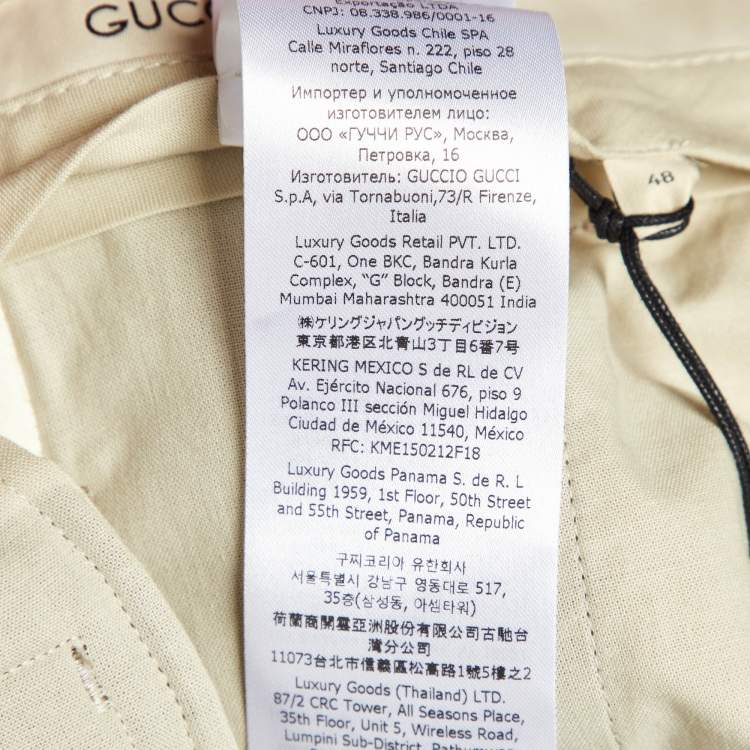 GUCC
Exportação LTDA
CNPJ: 08.338.986/0001-16
Luxury Goods Chile SPA
Calle Miraflores n. 222, piso 28
norte, Santiago Chile
Импортер и уполномоченное
изготовителем лицо:
ООО «ГУЧЧИ РУС», Москва,
Петровка, 16
Изготовитель: GUCCIO GUCCI
S.p.A, via Tornabuoni,73/R Firenze,
Italia
48
Luxury Goods Retail PVT. LTD.
C-601, One BKC, Bandra Kurla
Complex, “G” Block, Bandra (E)
Mumbai Maharashtra 400051 India
㈱ケリングジャパングッチディビジョン
東京都港区北青山3丁目6番7号
KERING MEXICO S de RL de CV
Av. Ejército Nacional 676, piso 9
Polanco III sección Miguel Hidalgo
Ciudad de México 11540, México
RFC: KME150212F18
Luxury Goods Panama S. de R. L
Building 1959, 1st Floor, 50th Street
and 55th Street, Panama, Republic
of Panama
구찌코리아 유한회사
서울특별시 강남구 영동대로 517,
35층(삼성동, 아셈타워)
荷蘭商開雲亞洲股份有限公司古馳台
灣分公司
11073台北市信義區松高路1號5樓之2
Luxury Goods (Thailand) LTD.
87/2 CRC Tower, All Seasons Place,
35th Floor, Unit 5, Wireless Road,
Lumpini Sub-District, Pathumwan